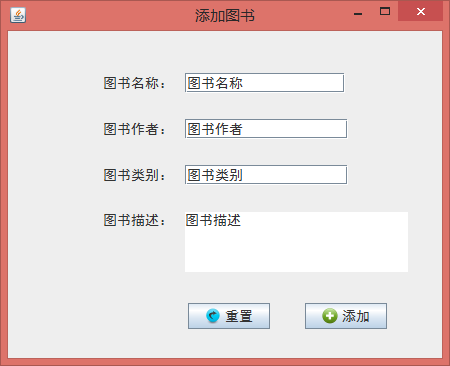 添加图书
图书名称： 图书名称
图书作者： 图书作者
图书类别： 图书类别
图书描述： 图书描述
重置 添加